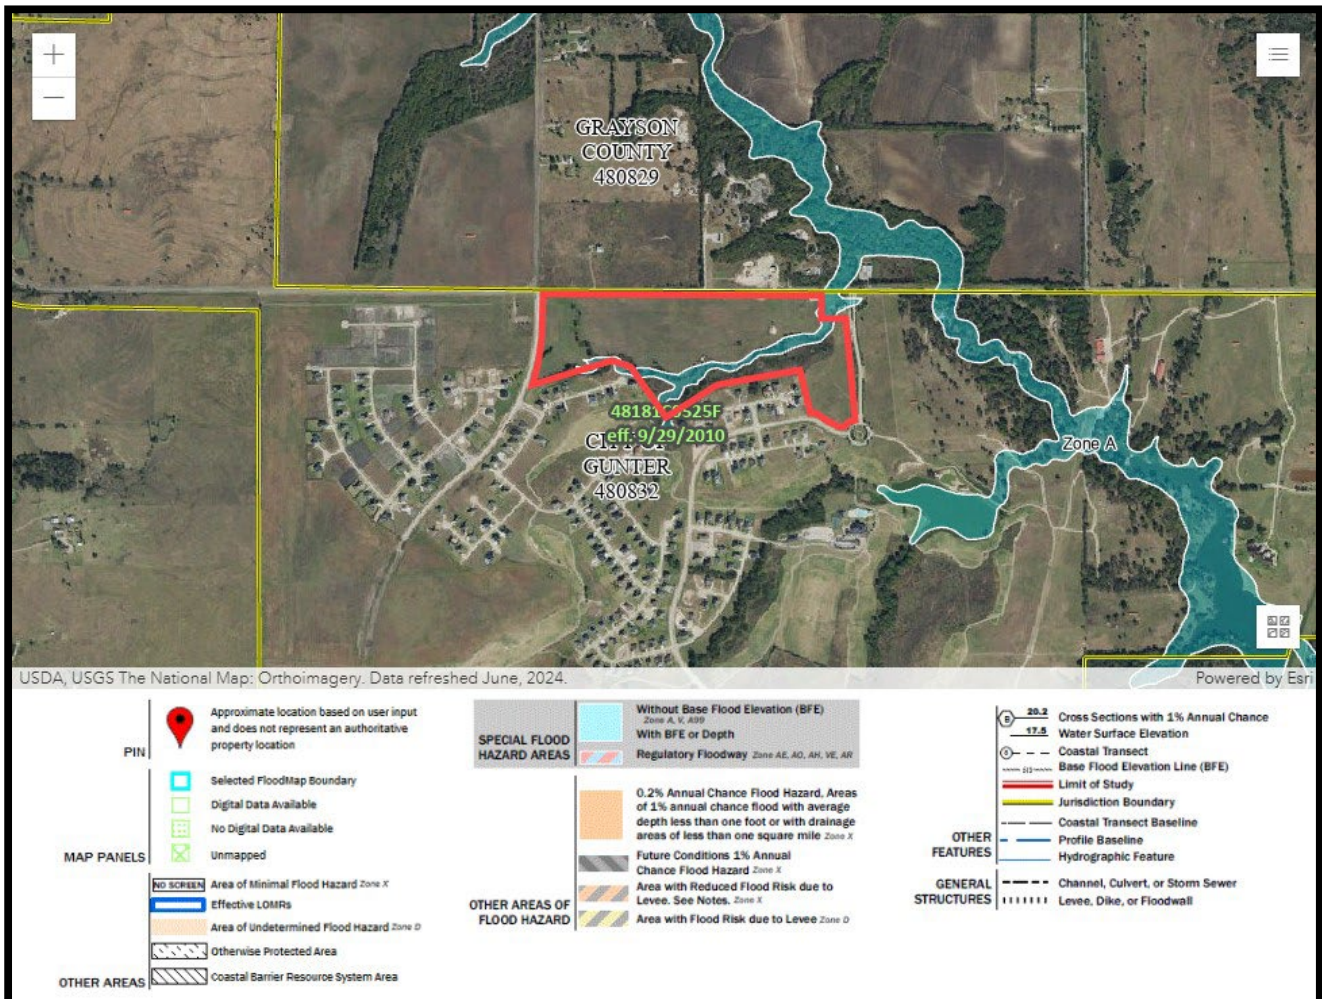 +
−
GRAYSON
COUNTY
480829
48181C0525F
eff. 9/29/2010
CITY OF
GUNTER
480832
Zone A
USDA, USGS The National Map: Orthoimagery. Data refreshed June, 2024.
Powered by Esri
PIN
Approximate location based on user input
and does not represent an authoritative
property location
MAP PANELS
Selected FloodMap Boundary
Digital Data Available
No Digital Data Available
Unmapped
OTHER AREAS
NO SCREEN Area of Minimal Flood Hazard Zone X
Effective LOMRs
Area of Undetermined Flood Hazard Zone D
Otherwise Protected Area
Coastal Barrier Resource System Area
SPECIAL FLOOD
HAZARD AREAS
Without Base Flood Elevation (BFE)
Zone A, V, A99
With BFE or Depth
Regulatory Floodway Zone AE, AO, AH, VE, AR
OTHER AREAS OF
FLOOD HAZARD
0.2% Annual Chance Flood Hazard, Areas
of 1% annual chance flood with average
depth less than one foot or with drainage
areas of less than one square mile Zone X
Future Conditions 1% Annual
Chance Flood Hazard Zone X
Area with Reduced Flood Risk due to
Levee. See Notes. Zone X
Area with Flood Risk due to Levee Zone D
OTHER
FEATURES
B 20.2 Cross Sections with 1% Annual Chance
17.5 Water Surface Elevation
8 Coastal Transect
513 Base Flood Elevation Line (BFE)
Limit of Study
Jurisdiction Boundary
Coastal Transect Baseline
Profile Baseline
Hydrographic Feature
GENERAL
STRUCTURES
Channel, Culvert, or Storm Sewer
Levee, Dike, or Floodwall